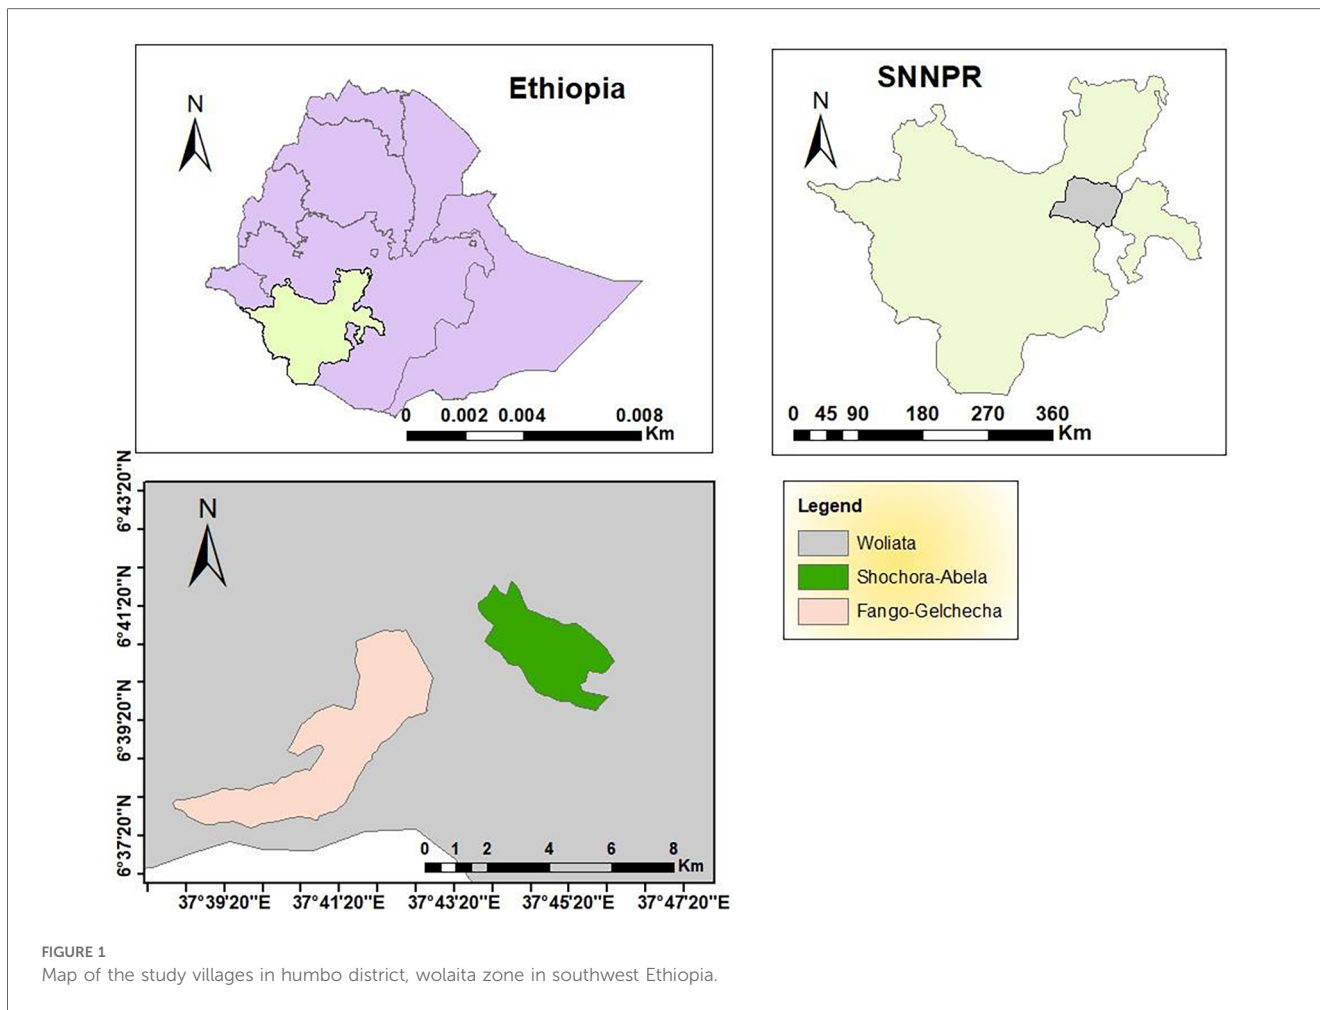 Ethiopia
N
0 0.002 0.004 0.008
Km
SNNPR
N
0 45 90 180 270 360
Km
6°43'20"N
6°41'20"N
6°39'20"N
6°37'20"N
N
0 1 2 4 6 8
Km
37°39'20"E 37°41'20"E 37°43'20"E 37°45'20"E 37°47'20"E
Legend
Woliata
Shochora-Abela
Fango-Gelchecha
FIGURE 1
Map of the study villages in humbo district, wolaita zone in southwest Ethiopia.